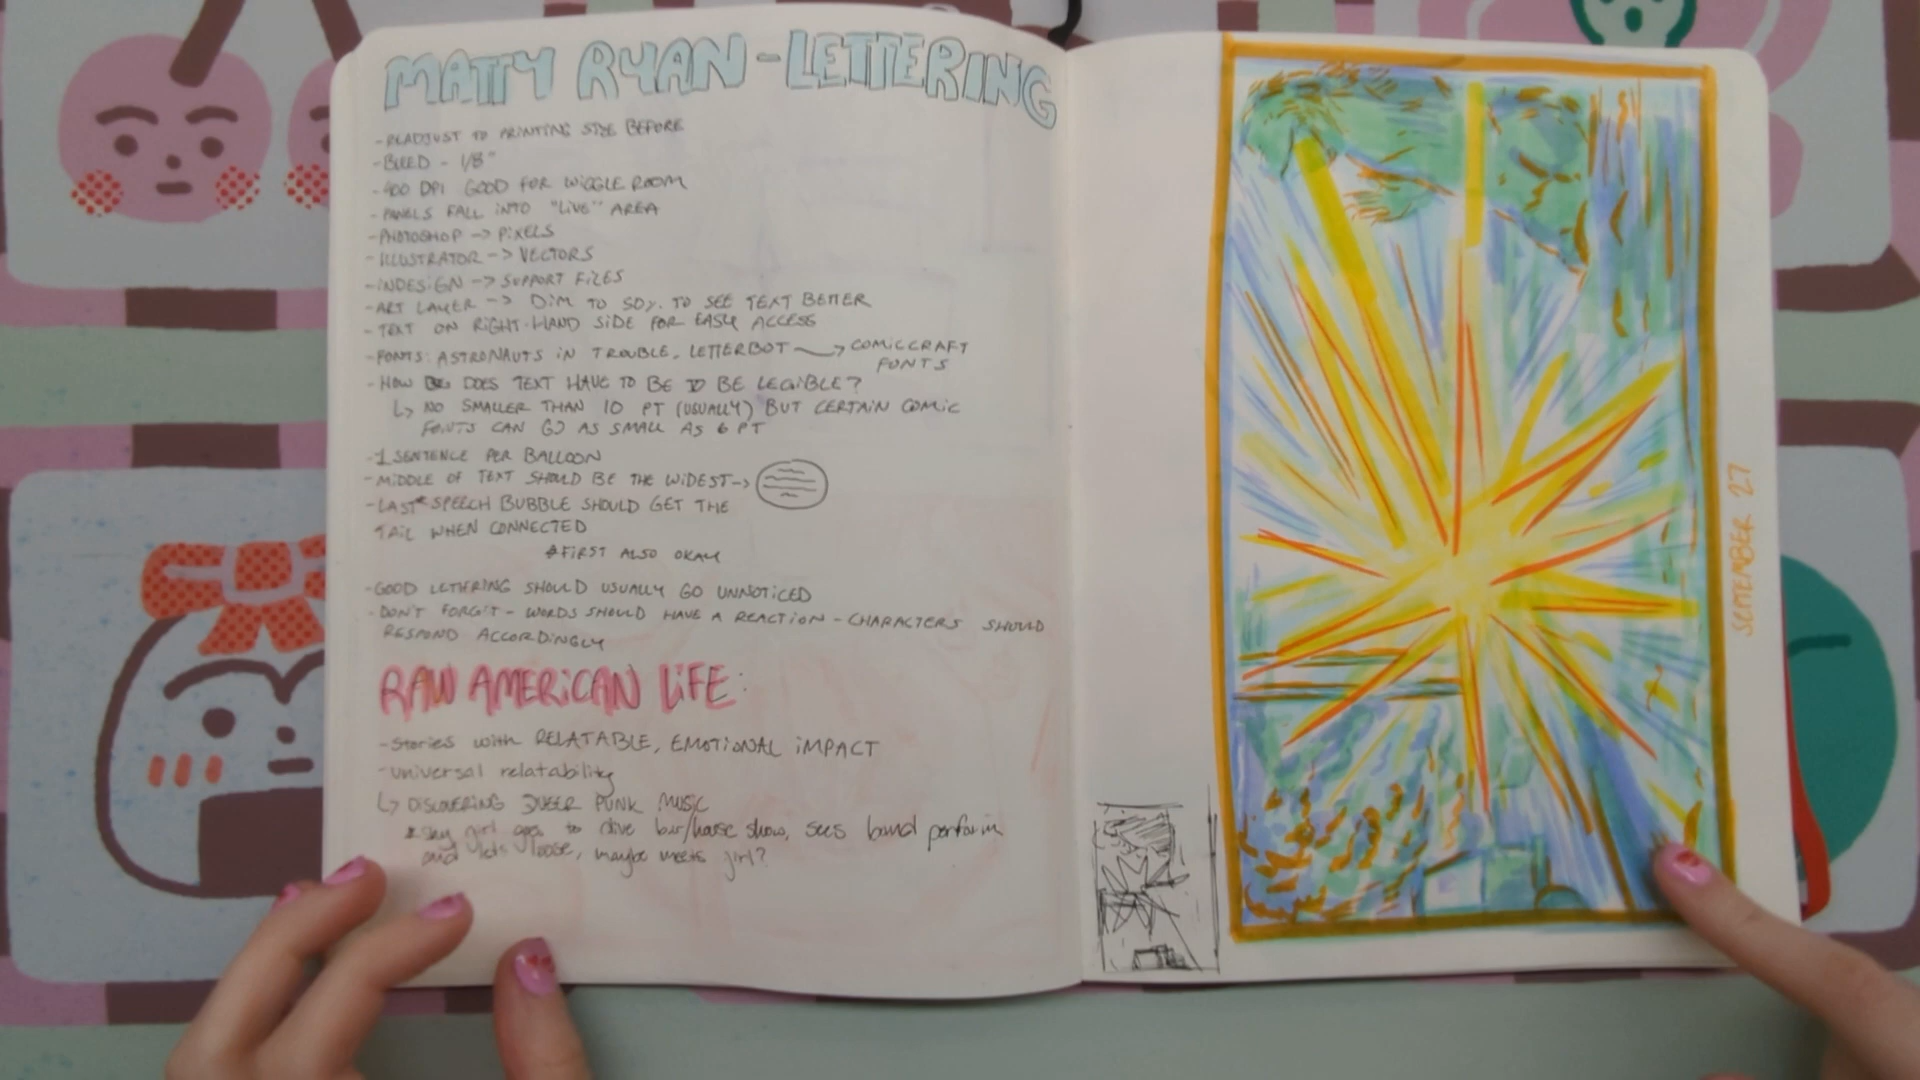 MATTY RYAN - LETTERING
- READJUST TO PRINTING SIZE BEFORE
- BLEED - 1/8"
- 400 DPI GOOD FOR WIGGLE ROOM
- PANELS FALL INTO "LIVE" AREA
- PHOTOSHOP -> PIXELS
- ILLUSTRATOR -> VECTORS
- INDESIGN -> SUPPORT FILES
- ART LAYER -> DIM TO 50% TO SEE TEXT BETTER
- TEXT ON RIGHT-HAND SIDE FOR EASY ACCESS
- FONTS: ASTRONAUTS IN TROUBLE, LETTERBOT -> COMICCRAFT
FONTS
- HOW DOES TEXT HAVE TO BE TO BE LEGIBLE?
↳ NO SMALLER THAN 10 PT (USUALLY) BUT CERTAIN COMIC
FONTS CAN GO AS SMALL AS 6 PT
- 1 SENTENCE PER BALLOON
- MIDDLE OF TEXT SHOULD BE THE WIDEST ->
- LAST* SPEECH BUBBLE SHOULD GET THE
TAIL WHEN CONNECTED
* FIRST ALSO OKAY
- GOOD LETTERING SHOULD USUALLY GO UNNOTICED
- DON'T FORGET - WORDS SHOULD HAVE A REACTION - CHARACTERS SHOULD
RESPOND ACCORDINGLY
RAW AMERICAN LIFE:
- stories with RELATABLE, EMOTIONAL IMPACT
- universal relatability
↳ DISCOVERING QUEER PUNK MUSIC
* shy girl goes to dive bar/house show, sees band perform
and lets loose, maybe meets girl?
SEPTEMBER 27